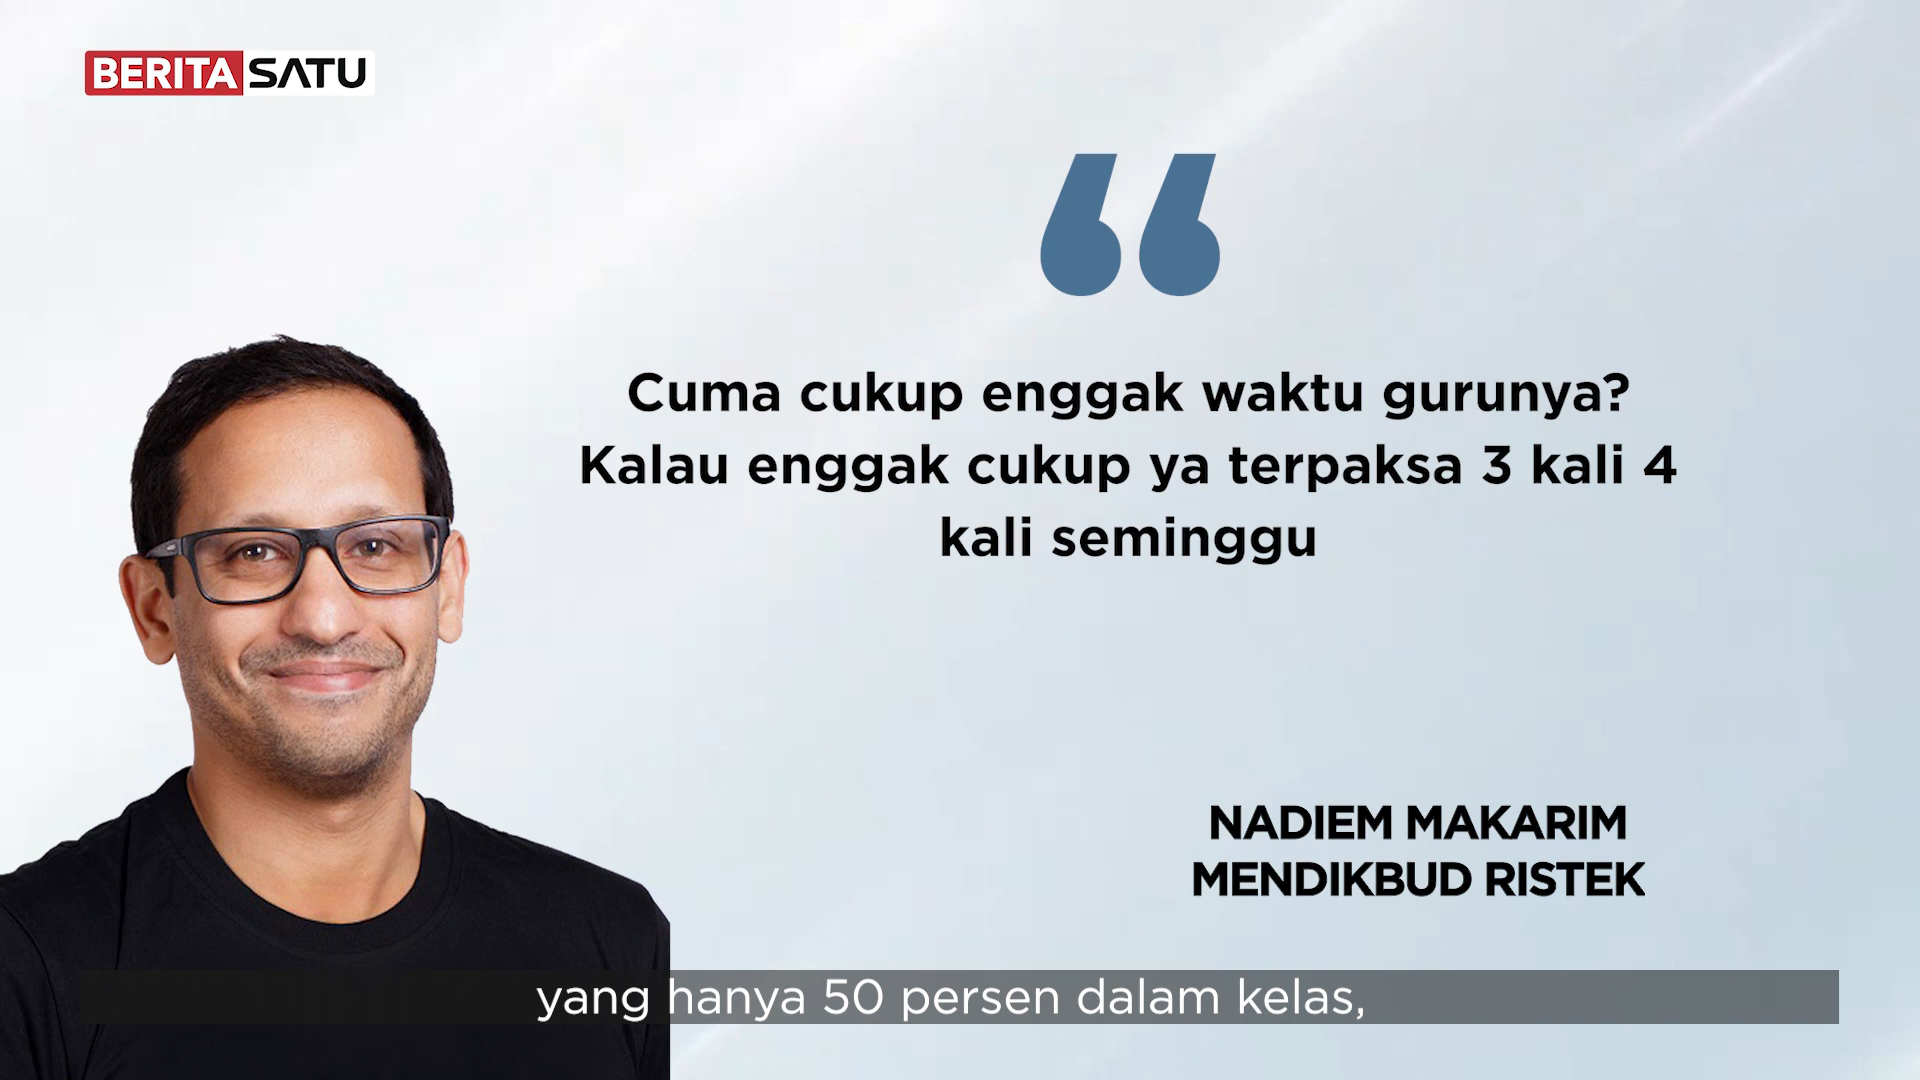 BERITA SATU
Cuma cukup enggak waktu gurunya?
Kalau enggak cukup ya terpaksa 3 kali 4
kali seminggu
NADIEM MAKARIM
MENDIKBUD RISTEK
yang hanya 50 persen dalam kelas,